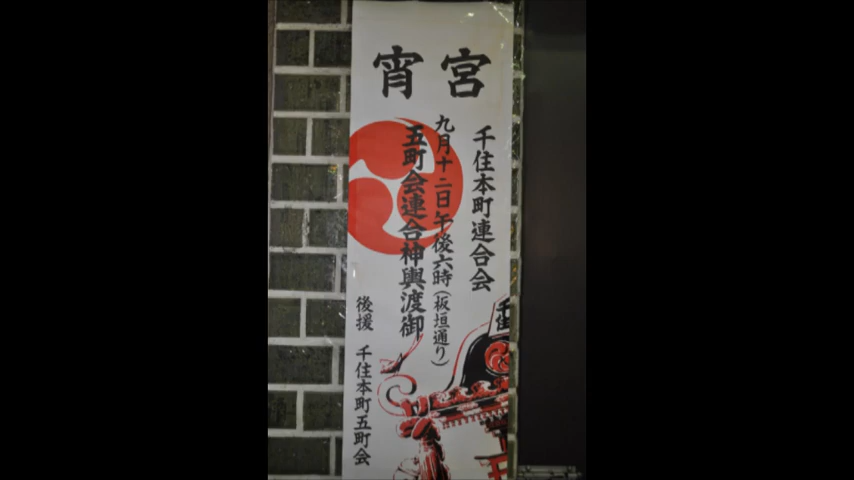 宮宵
千住本町連合会
九月十二日午後六時(板垣通り)
五町会連合神輿渡御
後援 千住本町五町会
千住